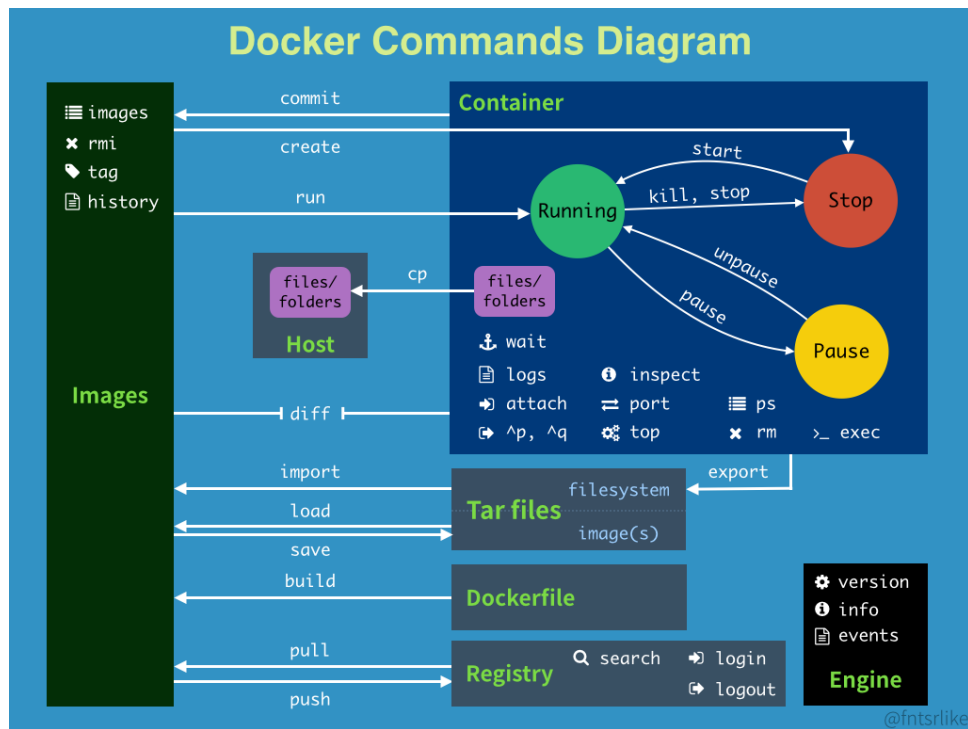 Docker Commands Diagram
images
rmi
tag
history
Images
commit
create
run
cp
files/
folders
Host
diff
import
load
save
build
pull
push
Container
start
kill, stop
Running
Stop
unpause
pause
Pause
files/
folders
wait
logs
inspect
attach
port
ps
^p, ^q
top
rm
>_ exec
export
Tar files
filesystem
image(s)
Dockerfile
Registry
search
login
logout
version
info
events
Engine
@fntsrlike